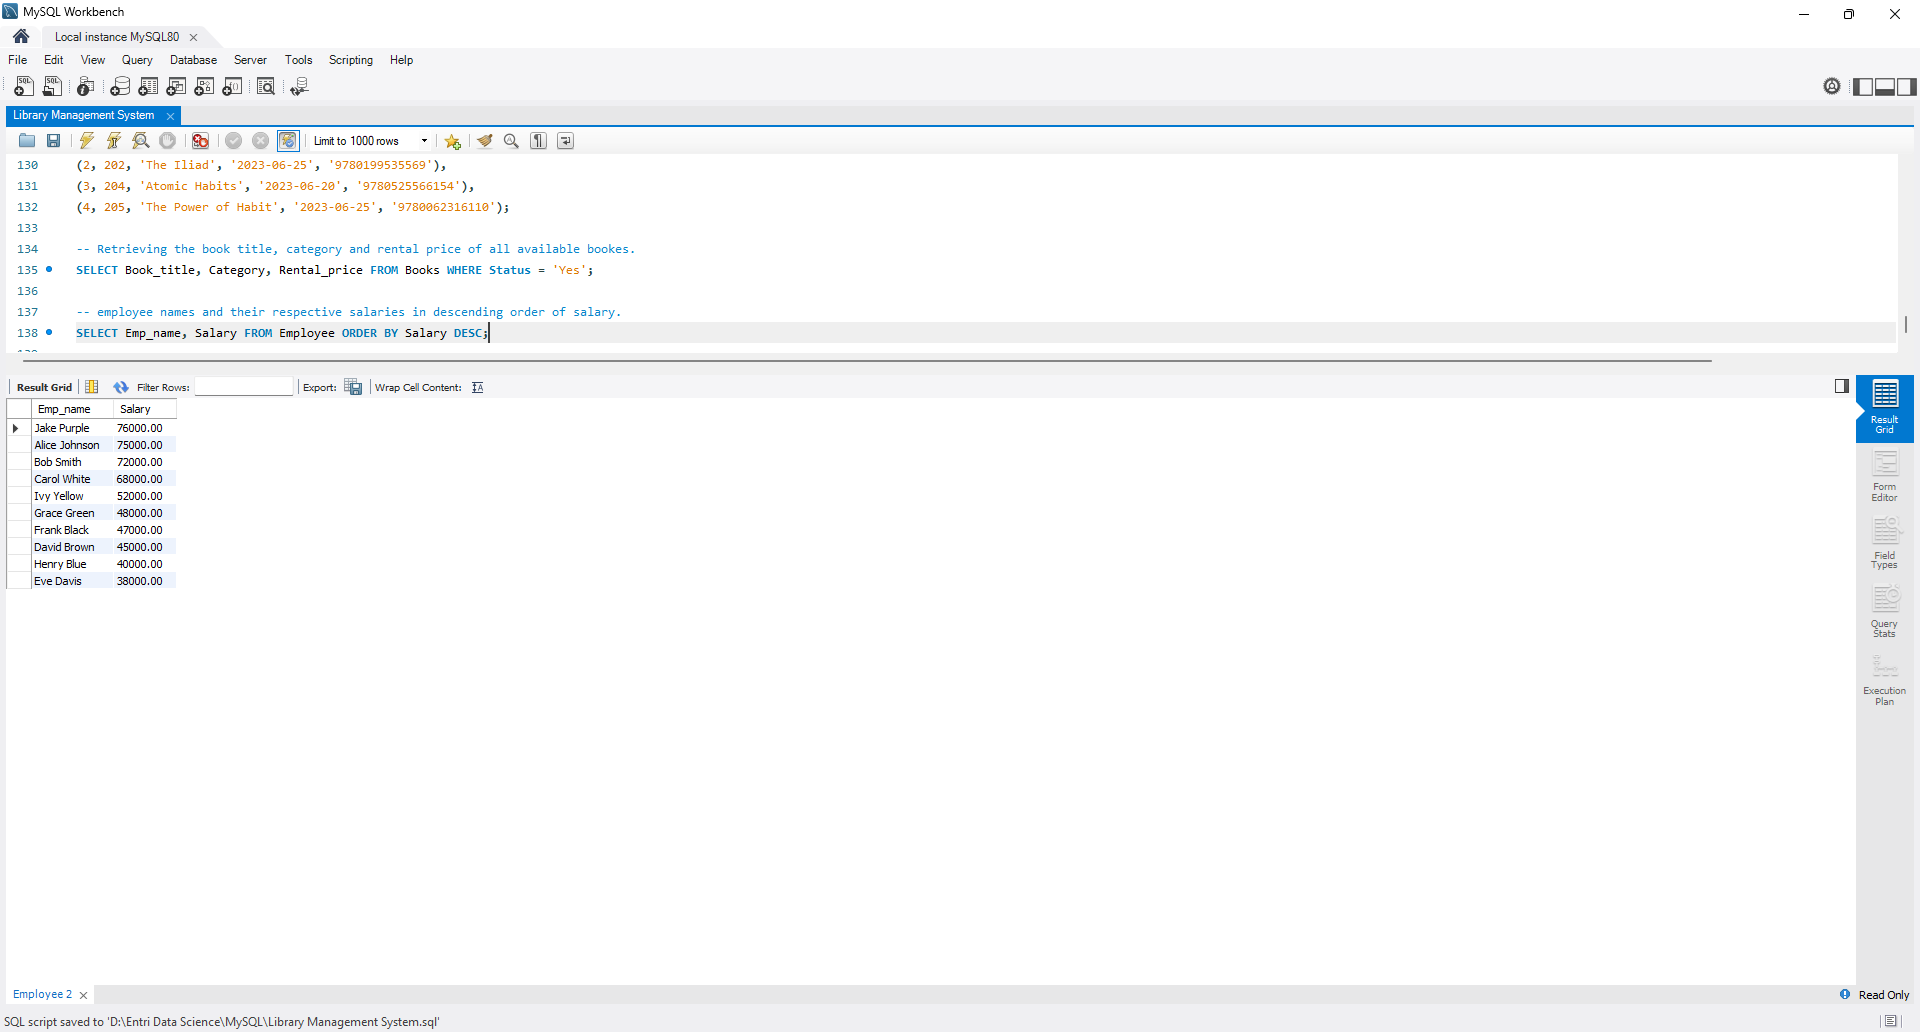 MySQL Workbench
Local instance MySQL80
File Edit View Query Database Server Tools Scripting Help
Library Management System
Limit to 1000 rows
130 (2, 202, 'The Iliad', '2023-06-25', '9780199535569'),
131 (3, 204, 'Atomic Habits', '2023-06-20', '9780525566154'),
132 (4, 205, 'The Power of Habit', '2023-06-25', '9780062316110');
133
134 -- Retrieving the book title, category and rental price of all available bookes.
135 SELECT Book_title, Category, Rental_price FROM Books WHERE Status = 'Yes';
136
137 -- employee names and their respective salaries in descending order of salary.
138 SELECT Emp_name, Salary FROM Employee ORDER BY Salary DESC;
Result Grid Filter Rows: Export: Wrap Cell Content:
Emp_name Salary
Jake Purple 76000.00
Alice Johnson 75000.00
Bob Smith 72000.00
Carol White 68000.00
Ivy Yellow 52000.00
Grace Green 48000.00
Frank Black 47000.00
David Brown 45000.00
Henry Blue 40000.00
Eve Davis 38000.00
Result
Grid
Form
Editor
Field
Types
Query
Stats
Execution
Plan
Employee 2
Read Only
SQL script saved to 'D:\Entri Data Science\MySQL\Library Management System.sql'